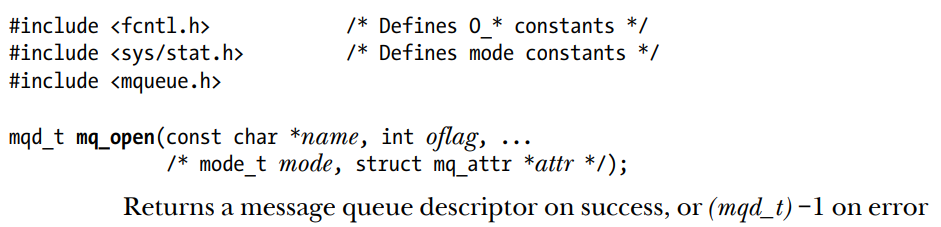 #include <fcntl.h> /* Defines O_* constants */
#include <sys/stat.h> /* Defines mode constants */
#include <mqueue.h>
mqd_t mq_open(const char *name, int oflag, ...
/* mode_t mode, struct mq_attr *attr */);
Returns a message queue descriptor on success, or (mqd_t) –1 on error